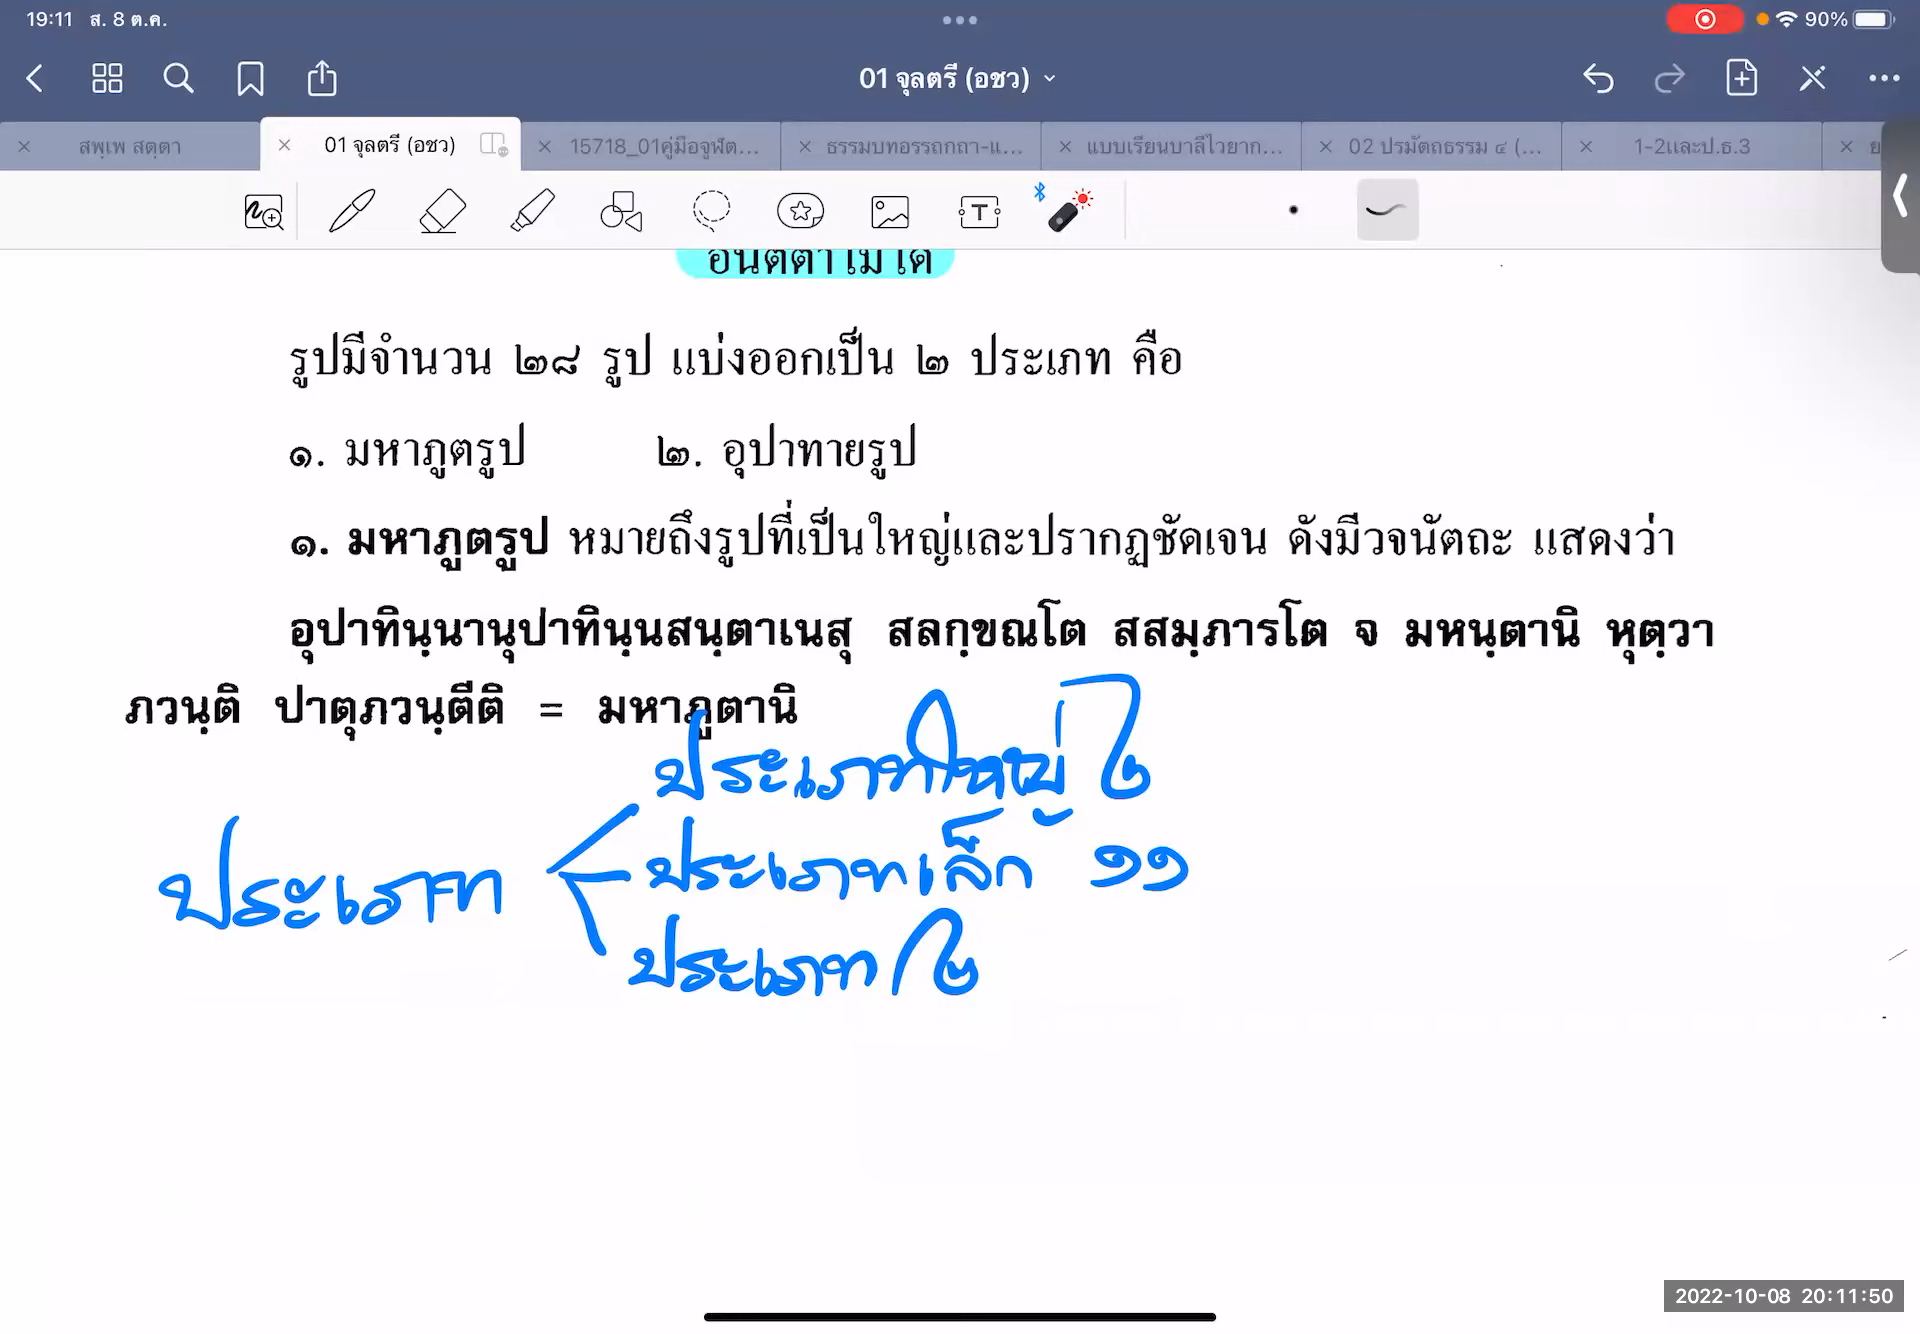 19:11 ส. 8 ต.ค.
90%
01 จุลตรี (อชว)
สพฺเพ สตฺตา
01 จุลตรี (อชว)
15718_01คู่มือจูฬต...
ธรรมบทอรรถกถา-แ...
แบบเรียนบาลีไวยาก...
02 ปรมัตถธรรม ๔ (...
1-2และป.ธ.3
อนัตตาไม่ได้
รูปมีจำนวน ๒๘ รูป แบ่งออกเป็น ๒ ประเภท คือ
๑. มหาภูตรูป ๒. อุปาทายรูป
๑. มหาภูตรูป หมายถึงรูปที่เป็นใหญ่และปรากฏชัดเจน ดังมีวจนัตถะ แสดงว่า
อุปาทินฺนานุปาทินฺนสนฺตาเนสุ สลกฺขณโต สสมฺภารโต จ มหนฺตานิ หุตฺวา
ภวนฺติ ปาตุภวนฺตีติ = มหาภูตานิ
ประเภทใหญ่ ๒
ประเภท ประเภทเล็ก ๑๑
ประเภท
2022-10-08 20:11:50